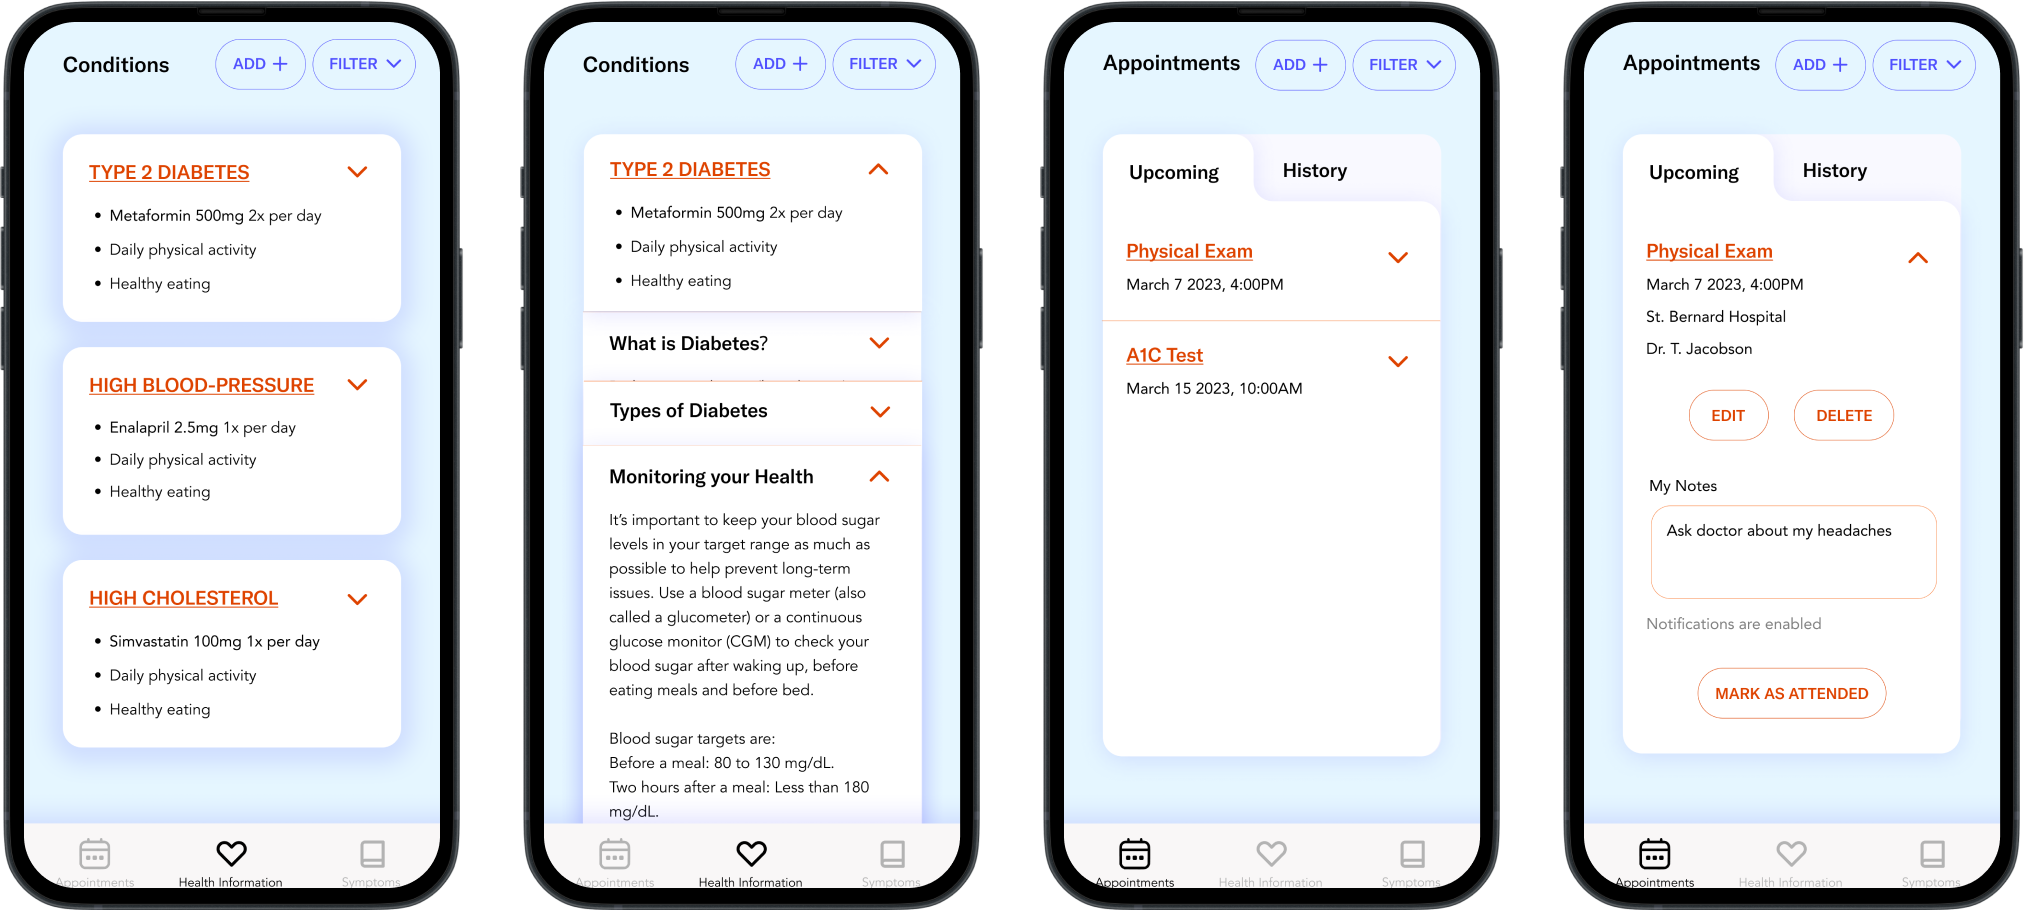 Conditions
ADD
FILTER
TYPE 2 DIABETES
Metaformin 500mg 2x per day
Daily physical activity
Healthy eating
HIGH BLOOD-PRESSURE
Enalapril 2.5mg 1x per day
Daily physical activity
Healthy eating
HIGH CHOLESTEROL
Simvastatin 100mg 1x per day
Daily physical activity
Healthy eating
Appointments
Health Information
Symptoms
Conditions
ADD
FILTER
TYPE 2 DIABETES
Metaformin 500mg 2x per day
Daily physical activity
Healthy eating
What is Diabetes?
Types of Diabetes
Monitoring your Health
It's important to keep your blood sugar
levels in your target range as much as
possible to help prevent long-term
issues. Use a blood sugar meter (also
called a glucometer) or a continuous
glucose monitor (CGM) to check your
blood sugar after waking up, before
eating meals and before bed.
Blood sugar targets are:
Before a meal: 80 to 130 mg/dL.
Two hours after a meal: Less than 180
mg/dL.
Appointments
Health Information
Symptoms
Appointments
ADD
FILTER
Upcoming
History
Physical Exam
March 7 2023, 4:00PM
A1C Test
March 15 2023, 10:00AM
Appointments
Health Information
Symptoms
Appointments
ADD
FILTER
Upcoming
History
Physical Exam
March 7 2023, 4:00PM
St. Bernard Hospital
Dr. T. Jacobson
EDIT
DELETE
My Notes
Ask doctor about my headaches
Notifications are enabled
MARK AS ATTENDED
Appointments
Health Information
Symptoms